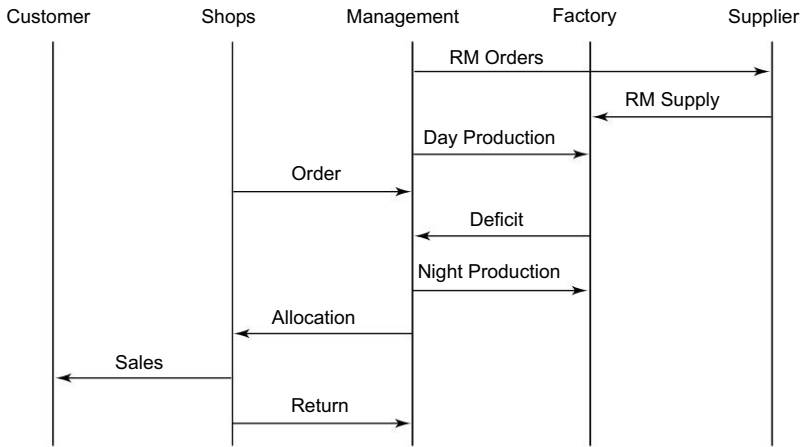 Customer
Shops
Management
Factory
Supplier
RM Orders
RM Supply
Day Production
Order
Deficit
Night Production
Allocation
Sales
Return